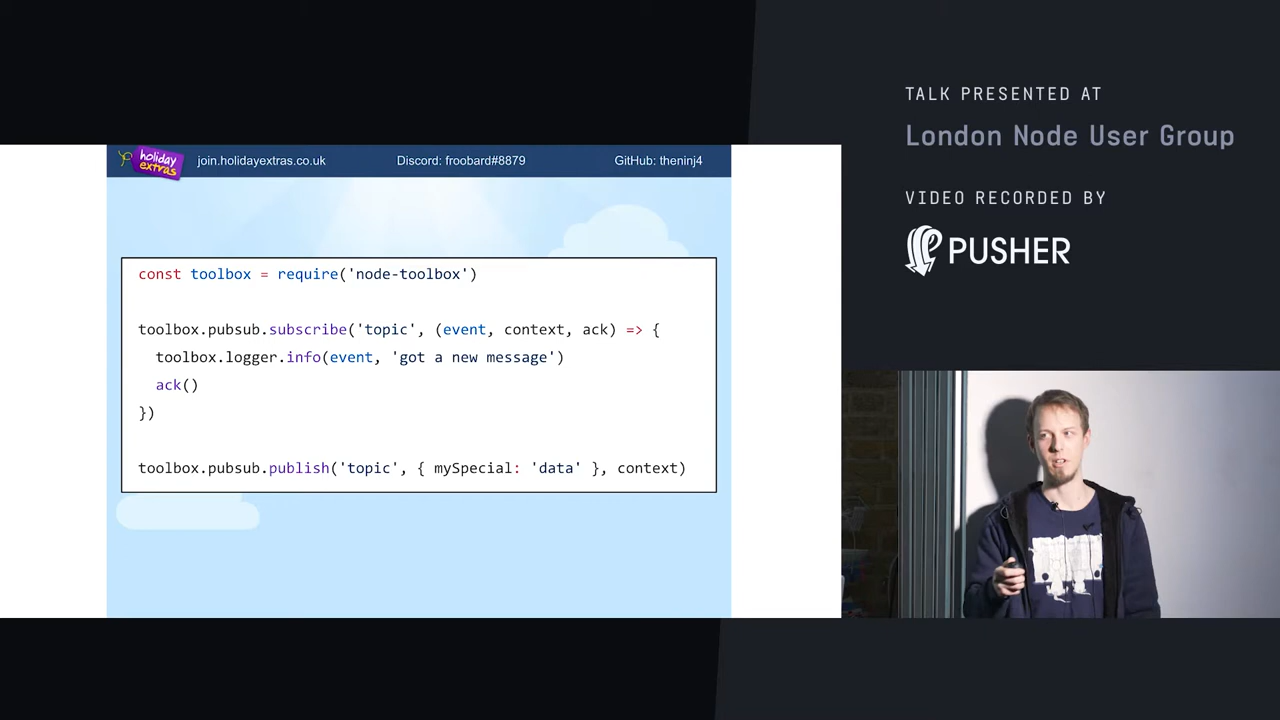 holiday
extras
join.holidayextras.co.uk
Discord: froobard#8879
GitHub: theninj4
const toolbox = require('node-toolbox')
toolbox.pubsub.subscribe('topic', (event, context, ack) => {
toolbox.logger.info(event, 'got a new message')
ack()
})
toolbox.pubsub.publish('topic', { mySpecial: 'data' }, context)
TALK PRESENTED AT
London Node User Group
VIDEO RECORDED BY
PUSHER